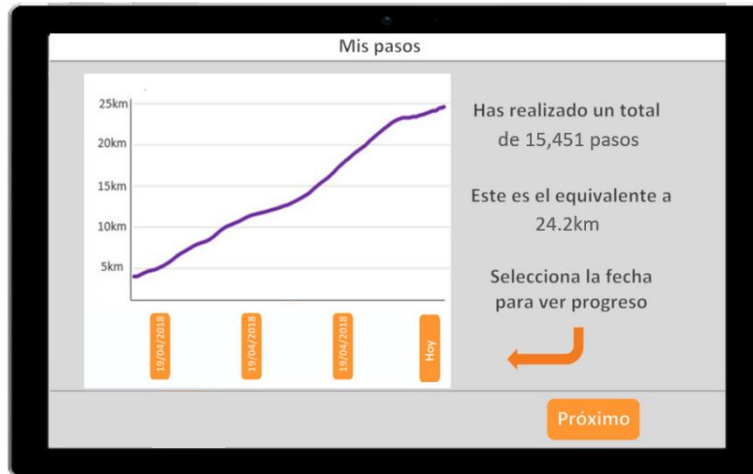 Mis pasos
25km
20km
15km
10km
5km
19/04/2018
19/04/2018
19/04/2018
Hoy
Has realizado un total
de 15,451 pasos
Este es el equivalente a
24.2km
Selecciona la fecha
para ver progreso
Próximo